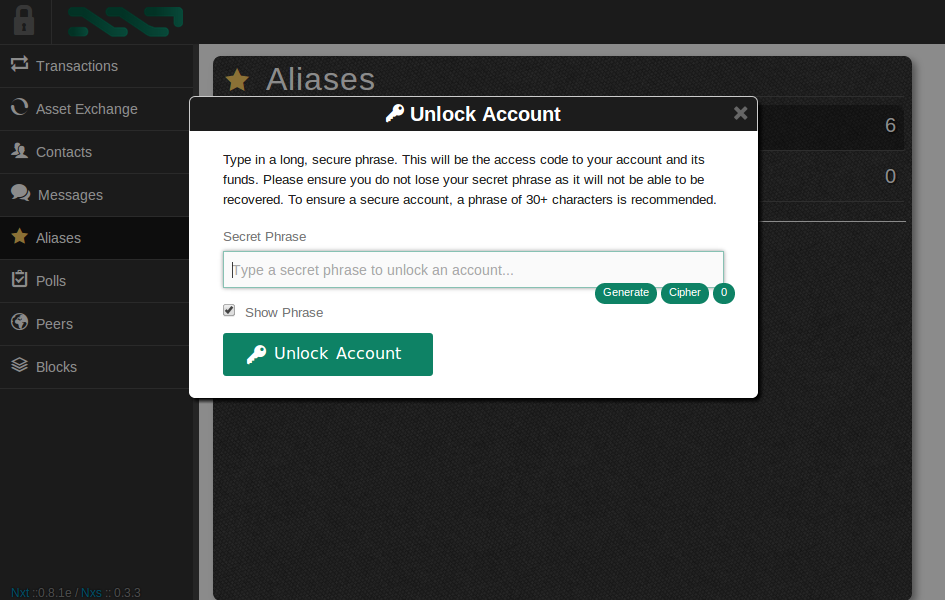 Transactions
Asset Exchange
Contacts
Messages
Aliases
Polls
Peers
Blocks
Nxt ::0.8.1e / Nxs :: 0.3.3
Aliases
6
0
Unlock Account
Type in a long, secure phrase. This will be the access code to your account and its
funds. Please ensure you do not lose your secret phrase as it will not be able to be
recovered. To ensure a secure account, a phrase of 30+ characters is recommended.
Secret Phrase
Type a secret phrase to unlock an account...
Generate Cipher 0
Show Phrase
Unlock Account